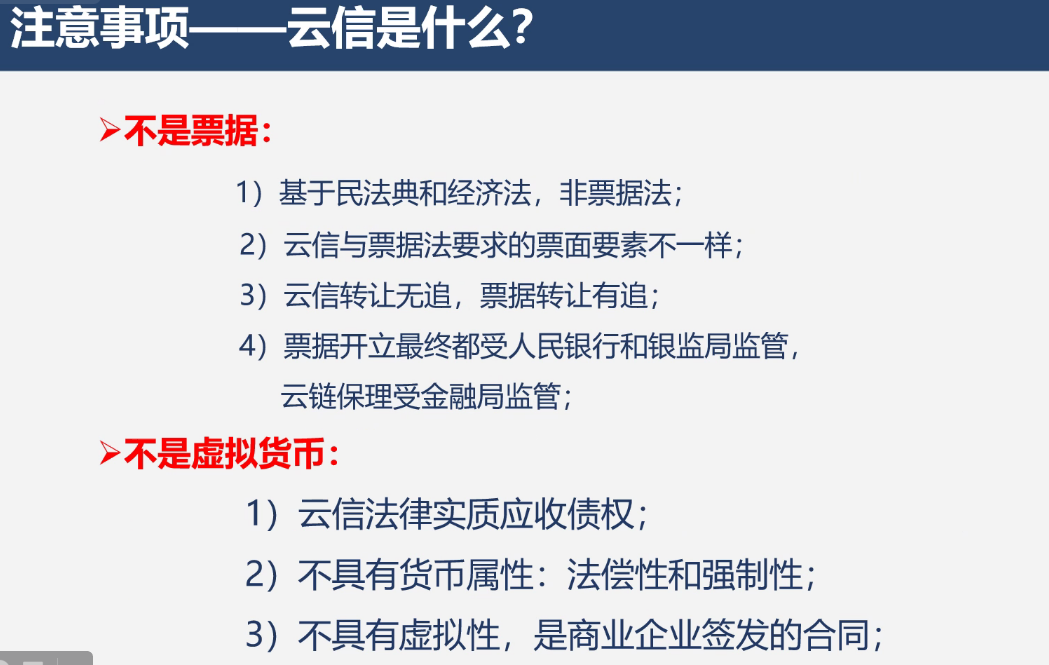 注意事项——云信是什么？
➢不是票据：
1）基于民法典和经济法，非票据法；
2）云信与票据法要求的票面要素不一样；
3）云信转让无追，票据转让有追；
4）票据开立最终都受人民银行和银监局监管，
云链保理受金融局监管；
➢不是虚拟货币：
1）云信法律实质应收债权；
2）不具有货币属性：法偿性和强制性；
3）不具有虚拟性，是商业企业签发的合同；